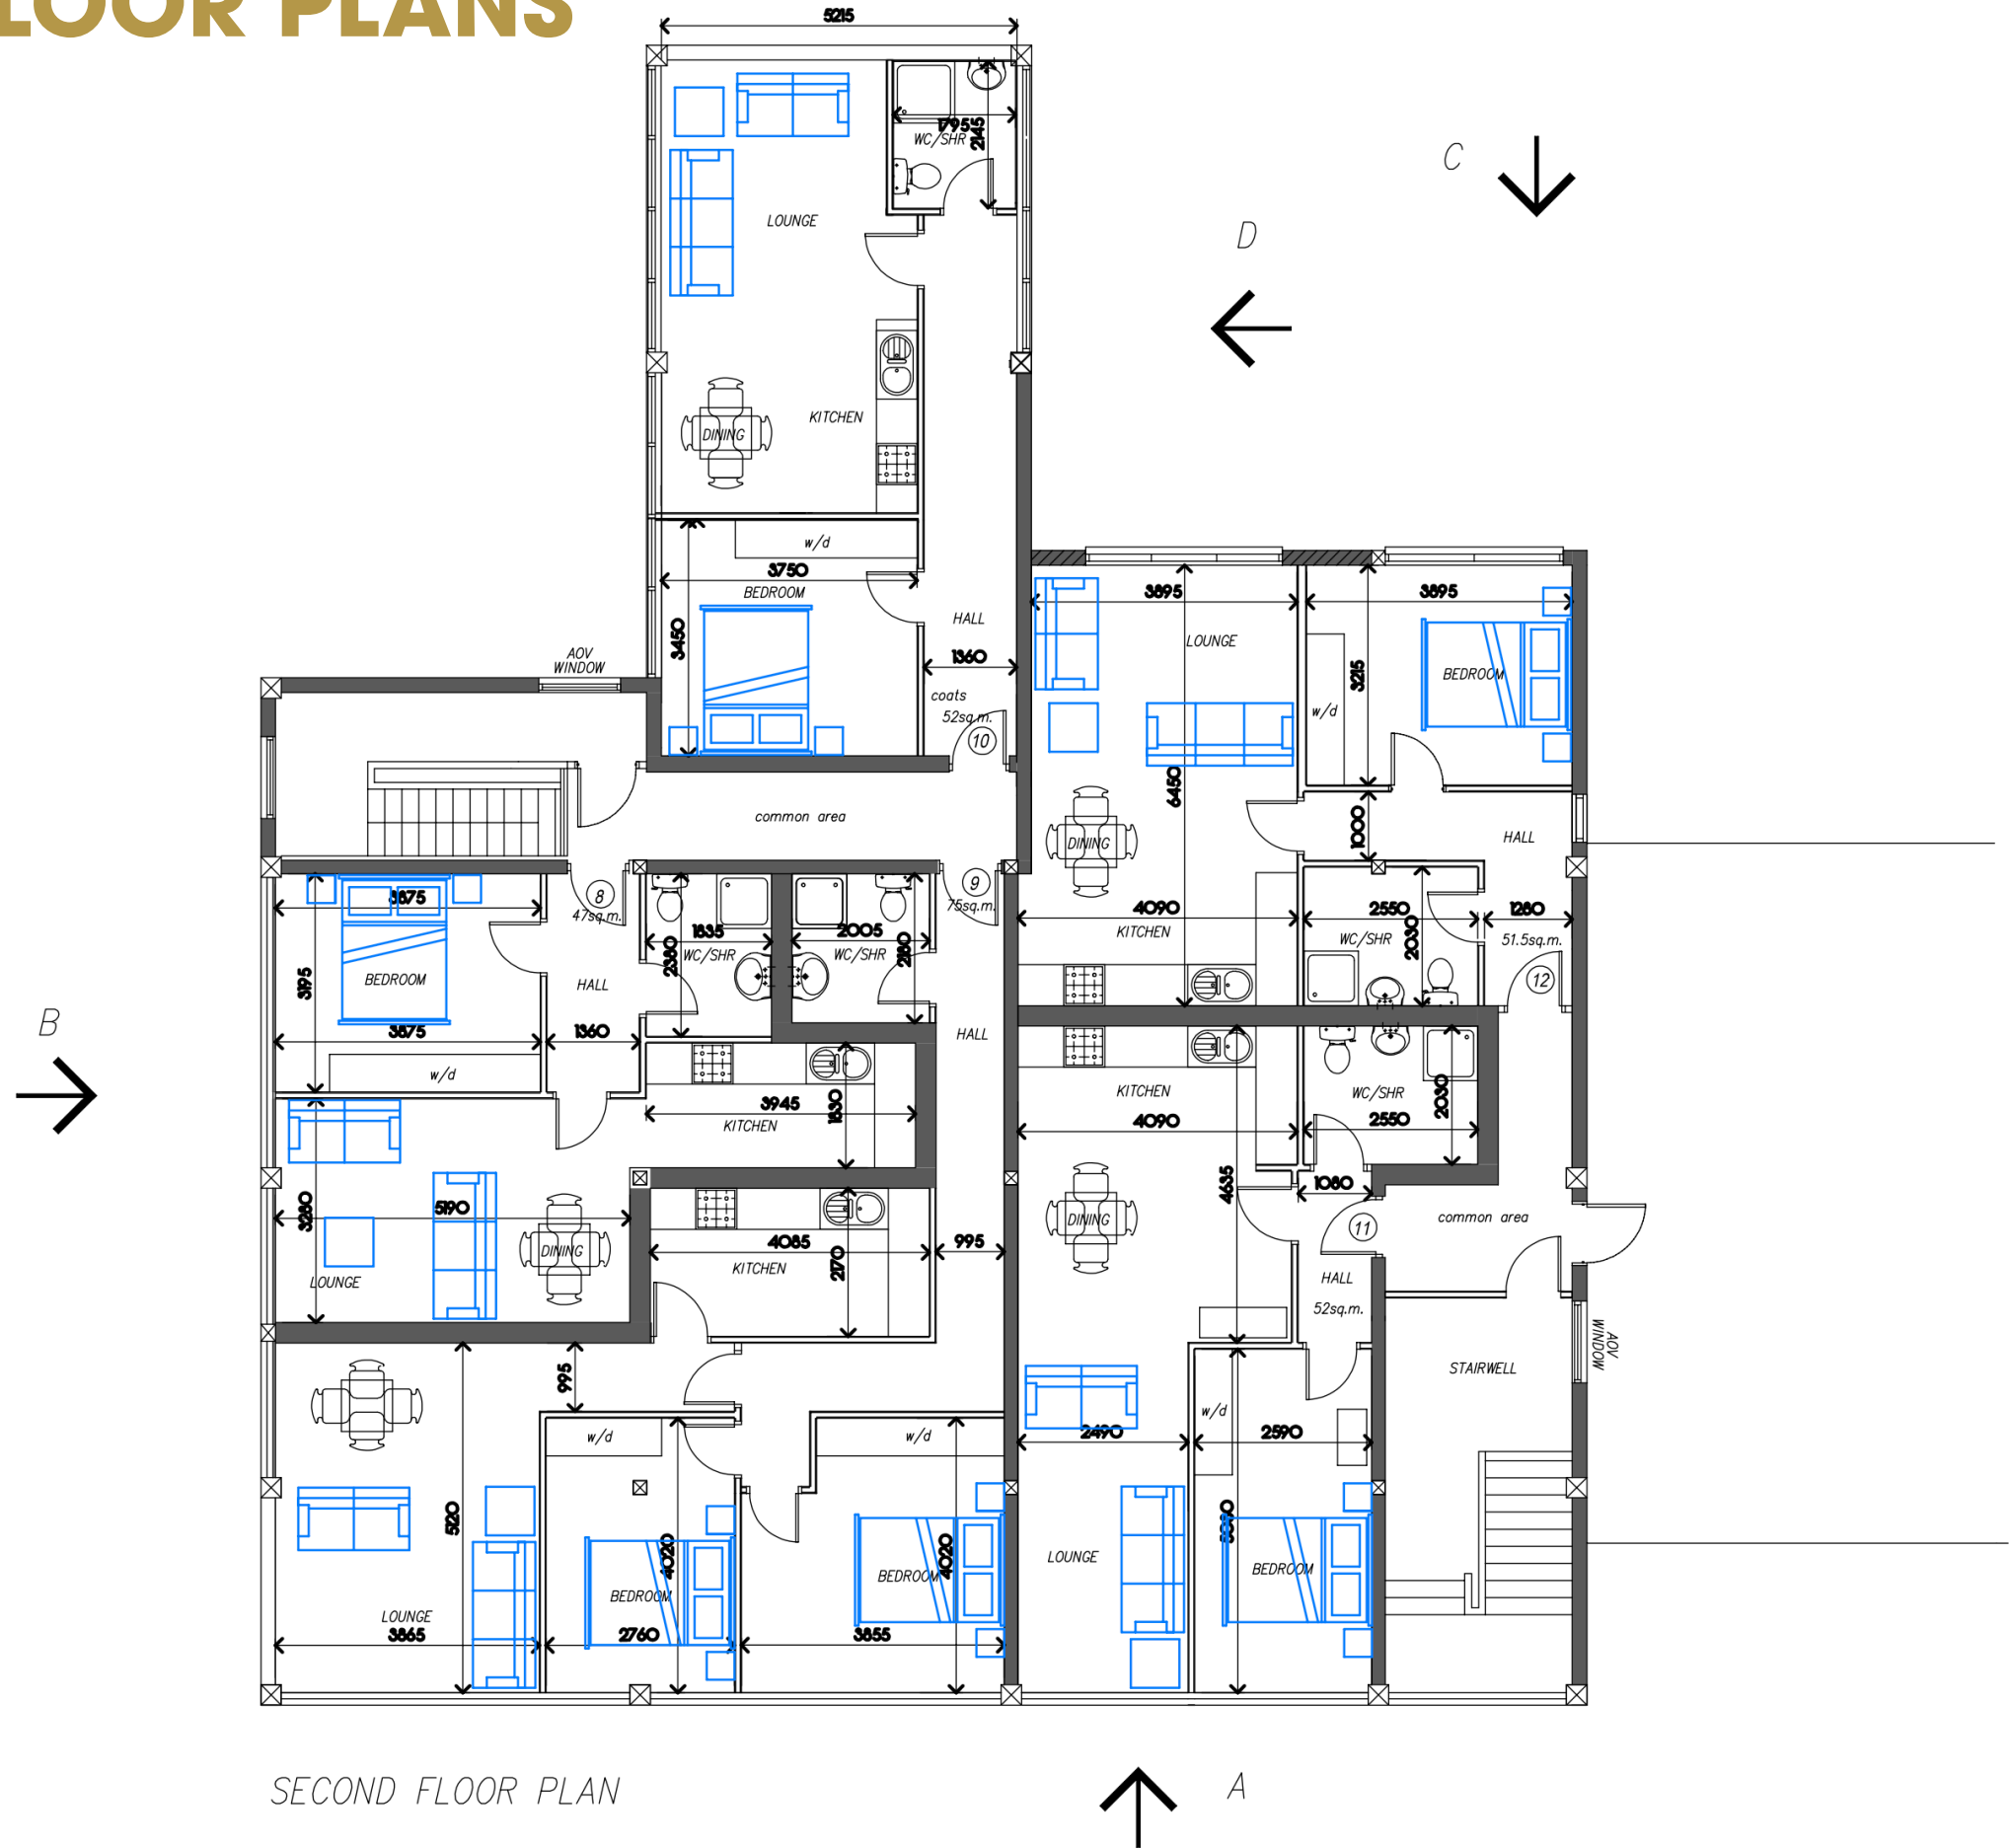 LOOR PLANS
5215
1795
2145
WC/SHR
C
LOUNGE
D
KITCHEN
DINING
w/d
3750
BEDROOM
3450
HALL
1360
coats
52sq.m.
10
AOV
WINDOW
3895
3895
LOUNGE
3215
BEDROOM
w/d
6450
common area
DINING
1000
HALL
4090
KITCHEN
2550
1280
WC/SHR
2030
51.5sq.m.
12
3875
8
47sq.m.
9
75sq.m.
1835
2005
WC/SHR
WC/SHR
2380
2180
3195
BEDROOM
HALL
B
3875
1360
HALL
w/d
3945
1830
KITCHEN
KITCHEN
4090
WC/SHR
2030
2550
4635
1080
3280
5190
DINING
LOUNGE
4085
995
2170
KITCHEN
DINING
11
common area
HALL
52sq.m.
AOV
WINDOW
STAIRWELL
995
w/d
w/d
w/d
2490
2590
5120
4020
4020
BEDROOM
BEDROOM
LOUNGE
BEDROOM
LOUNGE
3865
2760
3855
SECOND FLOOR PLAN
A